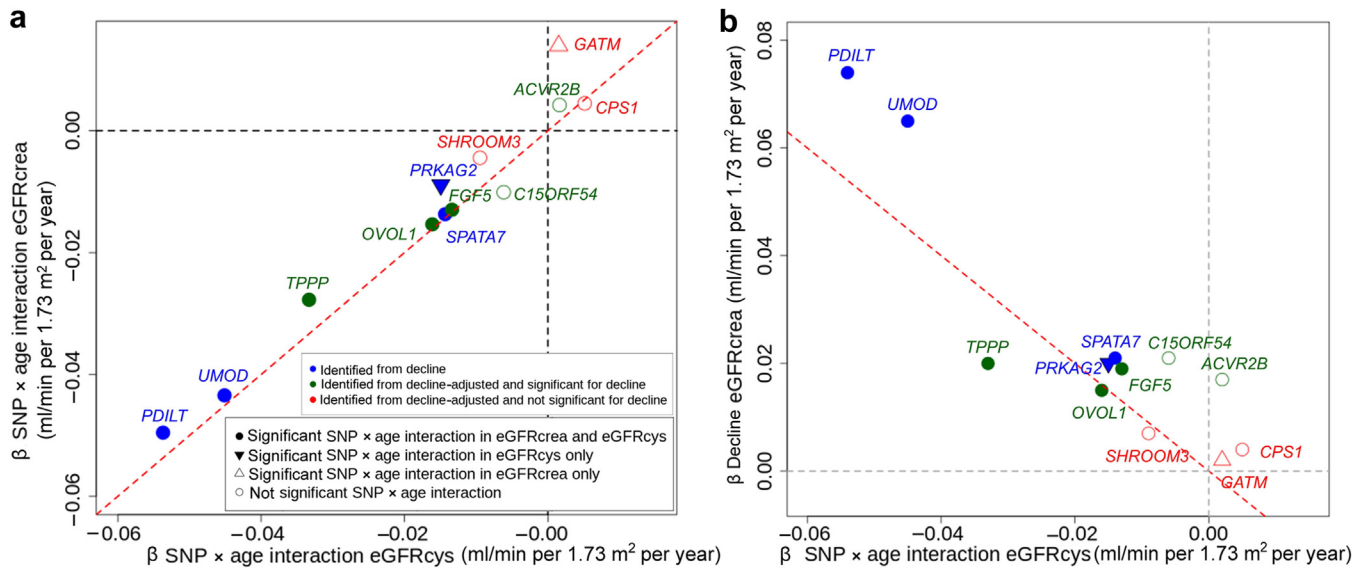 a
β SNP × age interaction eGFRcrea
(ml/min per 1.73 m² per year)
0.00
−0.02
−0.04
−0.06
GATM
ACVR2B
CPS1
SHROOM3
PRKAG2
FGF5
C15ORF54
OVOL1
SPATA7
TPPP
UMOD
PDILT
Identified from decline
Identified from decline-adjusted and significant for decline
Identified from decline-adjusted and not significant for decline
Significant SNP × age interaction in eGFRcrea and eGFRcys
Significant SNP × age interaction in eGFRcys only
Significant SNP × age interaction in eGFRcrea only
Not significant SNP × age interaction
−0.06 −0.04 −0.02 0.00
β SNP × age interaction eGFRcys (ml/min per 1.73 m² per year)
b
β Decline eGFRcrea (ml/min per 1.73 m² per year)
0.08
0.06
0.04
0.02
0.00
PDILT
UMOD
TPPP
SPATA7
C15ORF54
PRKAG2
ACVR2B
FGF5
OVOL1
SHROOM3
CPS1
GATM
−0.06 −0.04 −0.02 0.00
β SNP × age interaction eGFRcys (ml/min per 1.73 m² per year)